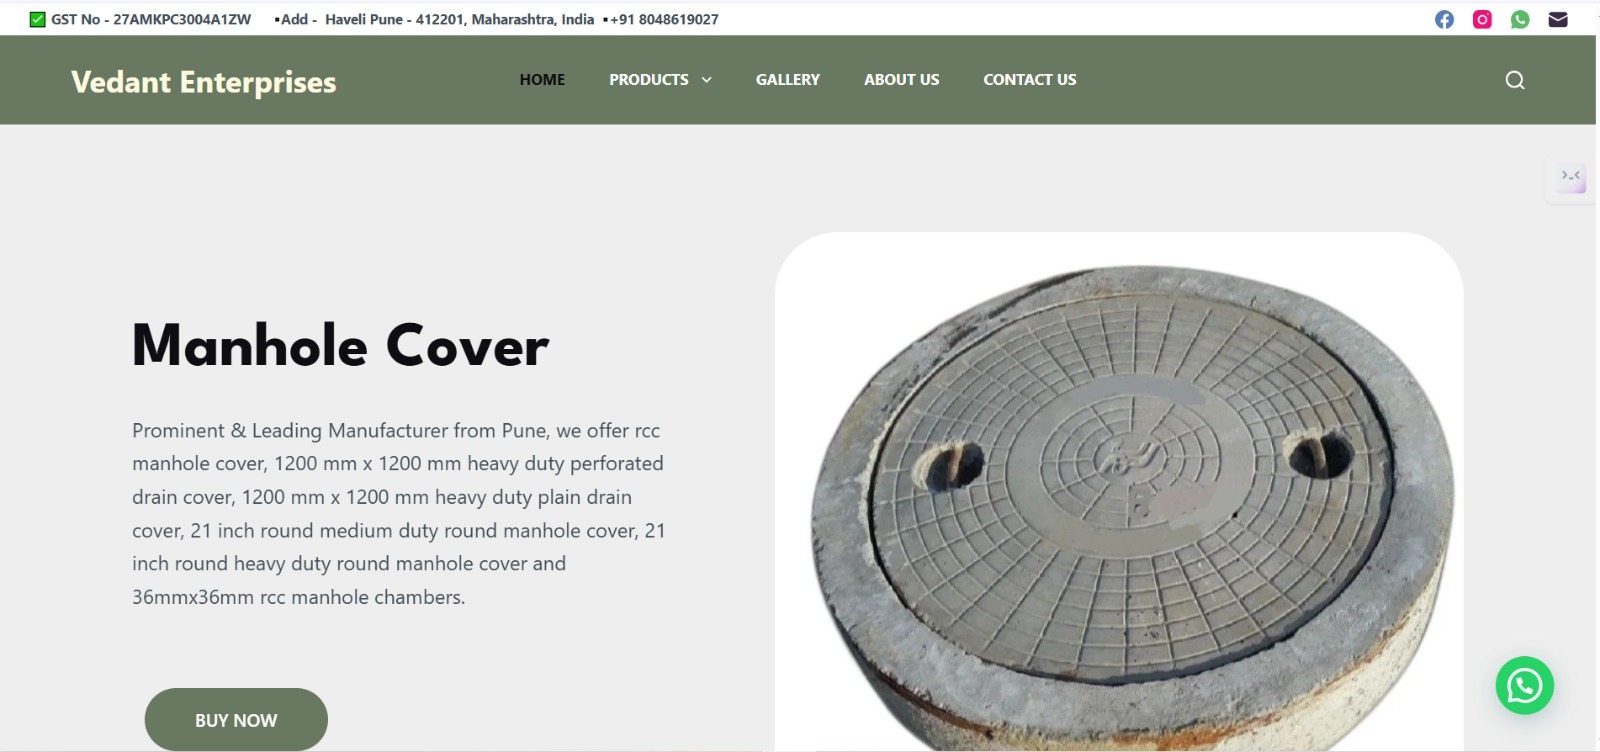 GST No - 27AMKPC3004A1ZW ▪Add - Haveli Pune - 412201, Maharashtra, India ▪+91 8048619027
Vedant Enterprises
HOME PRODUCTS GALLERY ABOUT US CONTACT US
Manhole Cover
Prominent & Leading Manufacturer from Pune, we offer rcc
manhole cover, 1200 mm x 1200 mm heavy duty perforated
drain cover, 1200 mm x 1200 mm heavy duty plain drain
cover, 21 inch round medium duty round manhole cover, 21
inch round heavy duty round manhole cover and
36mmx36mm rcc manhole chambers.
BUY NOW